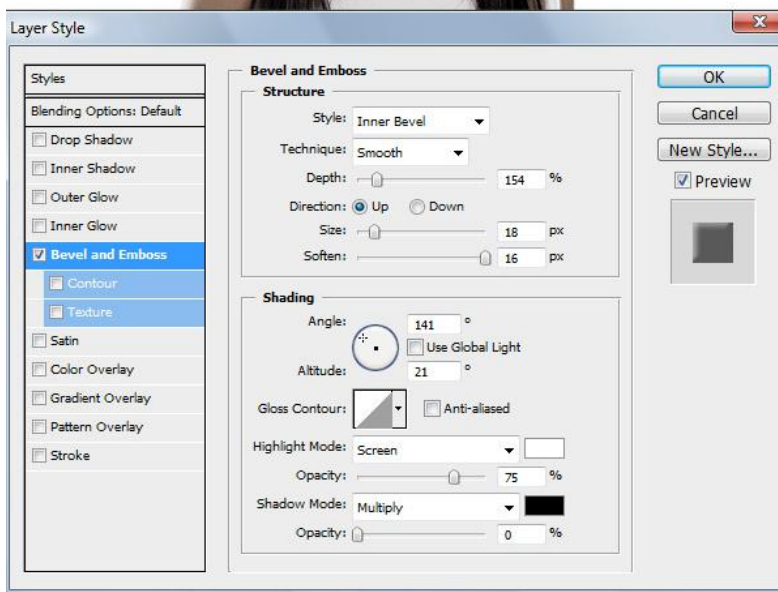 Layer Style
Styles
Blending Options: Default
Drop Shadow
Inner Shadow
Outer Glow
Inner Glow
Bevel and Emboss
Contour
Texture
Satin
Color Overlay
Gradient Overlay
Pattern Overlay
Stroke
Bevel and Emboss
Structure
Style: Inner Bevel
Technique: Smooth
Depth: 154 %
Direction: Up Down
Size: 18 px
Soften: 16 px
Shading
Angle: 141 °
Use Global Light
Altitude: 21 °
Gloss Contour: Anti-aliased
Highlight Mode: Screen
Opacity: 75 %
Shadow Mode: Multiply
Opacity: 0 %
OK
Cancel
New Style...
Preview